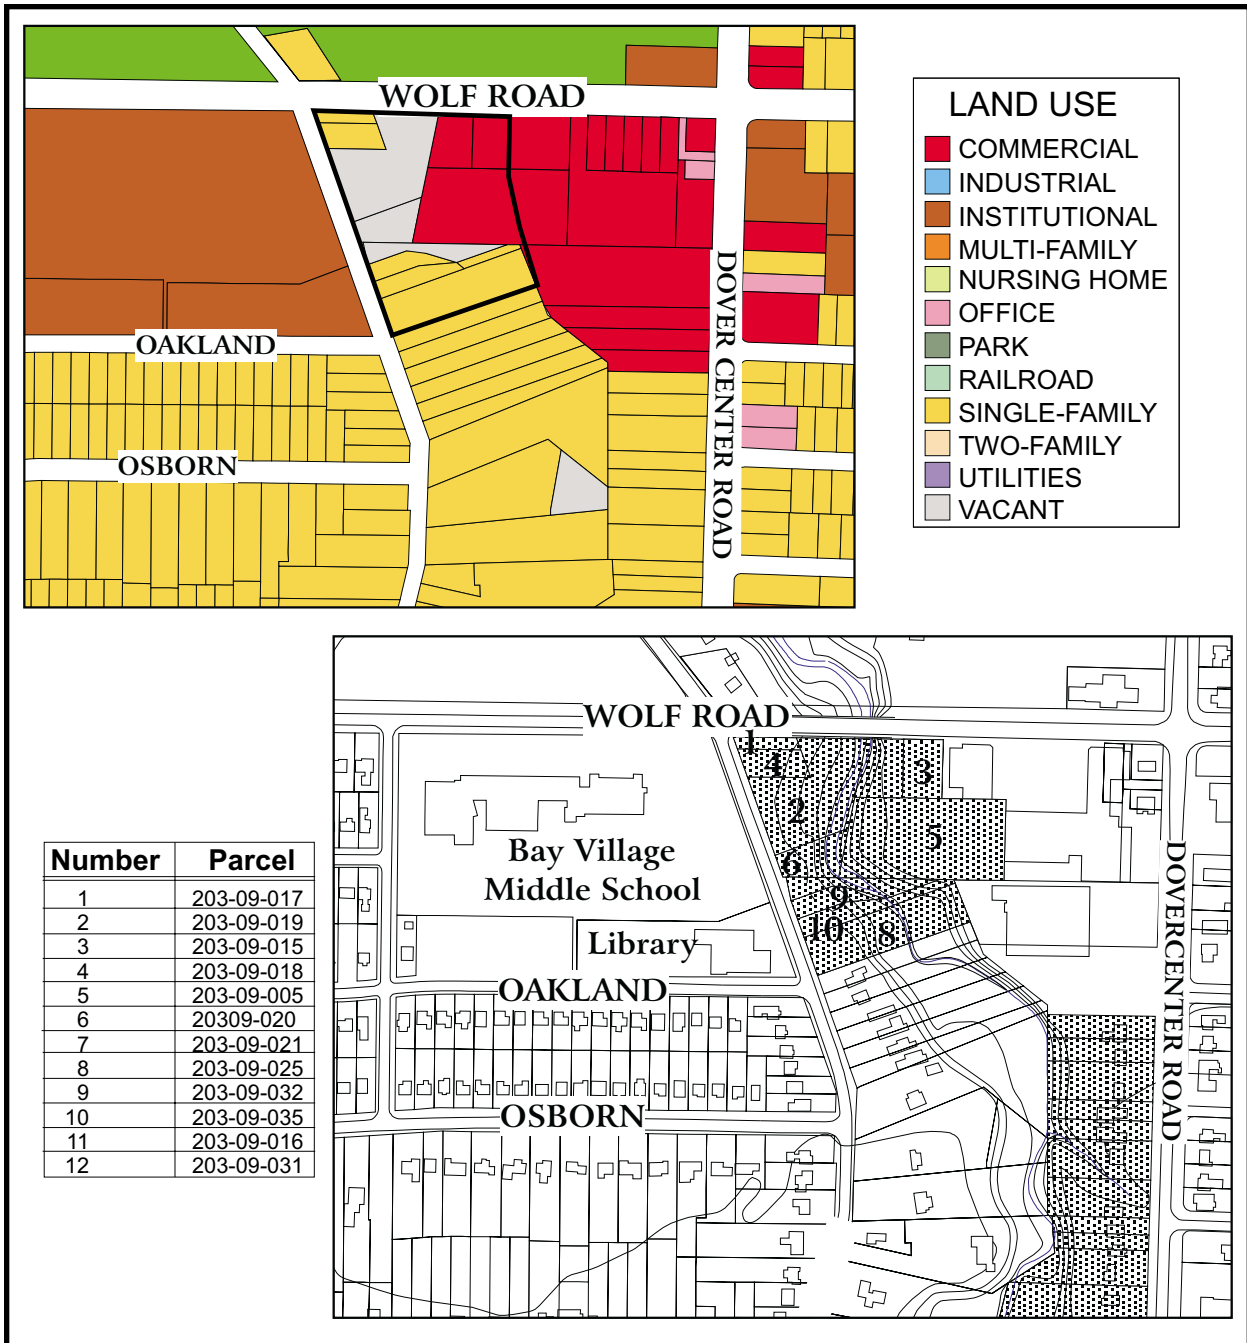 WOLF ROAD
OAKLAND
OSBORN
DOVER CENTER ROAD
LAND USE
COMMERCIAL
INDUSTRIAL
INSTITUTIONAL
MULTI-FAMILY
NURSING HOME
OFFICE
PARK
RAILROAD
SINGLE-FAMILY
TWO-FAMILY
UTILITIES
VACANT
Number Parcel
1 203-09-017
2 203-09-019
3 203-09-015
4 203-09-018
5 203-09-005
6 20309-020
7 203-09-021
8 203-09-025
9 203-09-032
10 203-09-035
11 203-09-016
12 203-09-031
WOLF ROAD
1
4
3
2
5
6
9
10
8
Bay Village
Middle School
Library
OAKLAND
OSBORN
DOVERCENTER ROAD